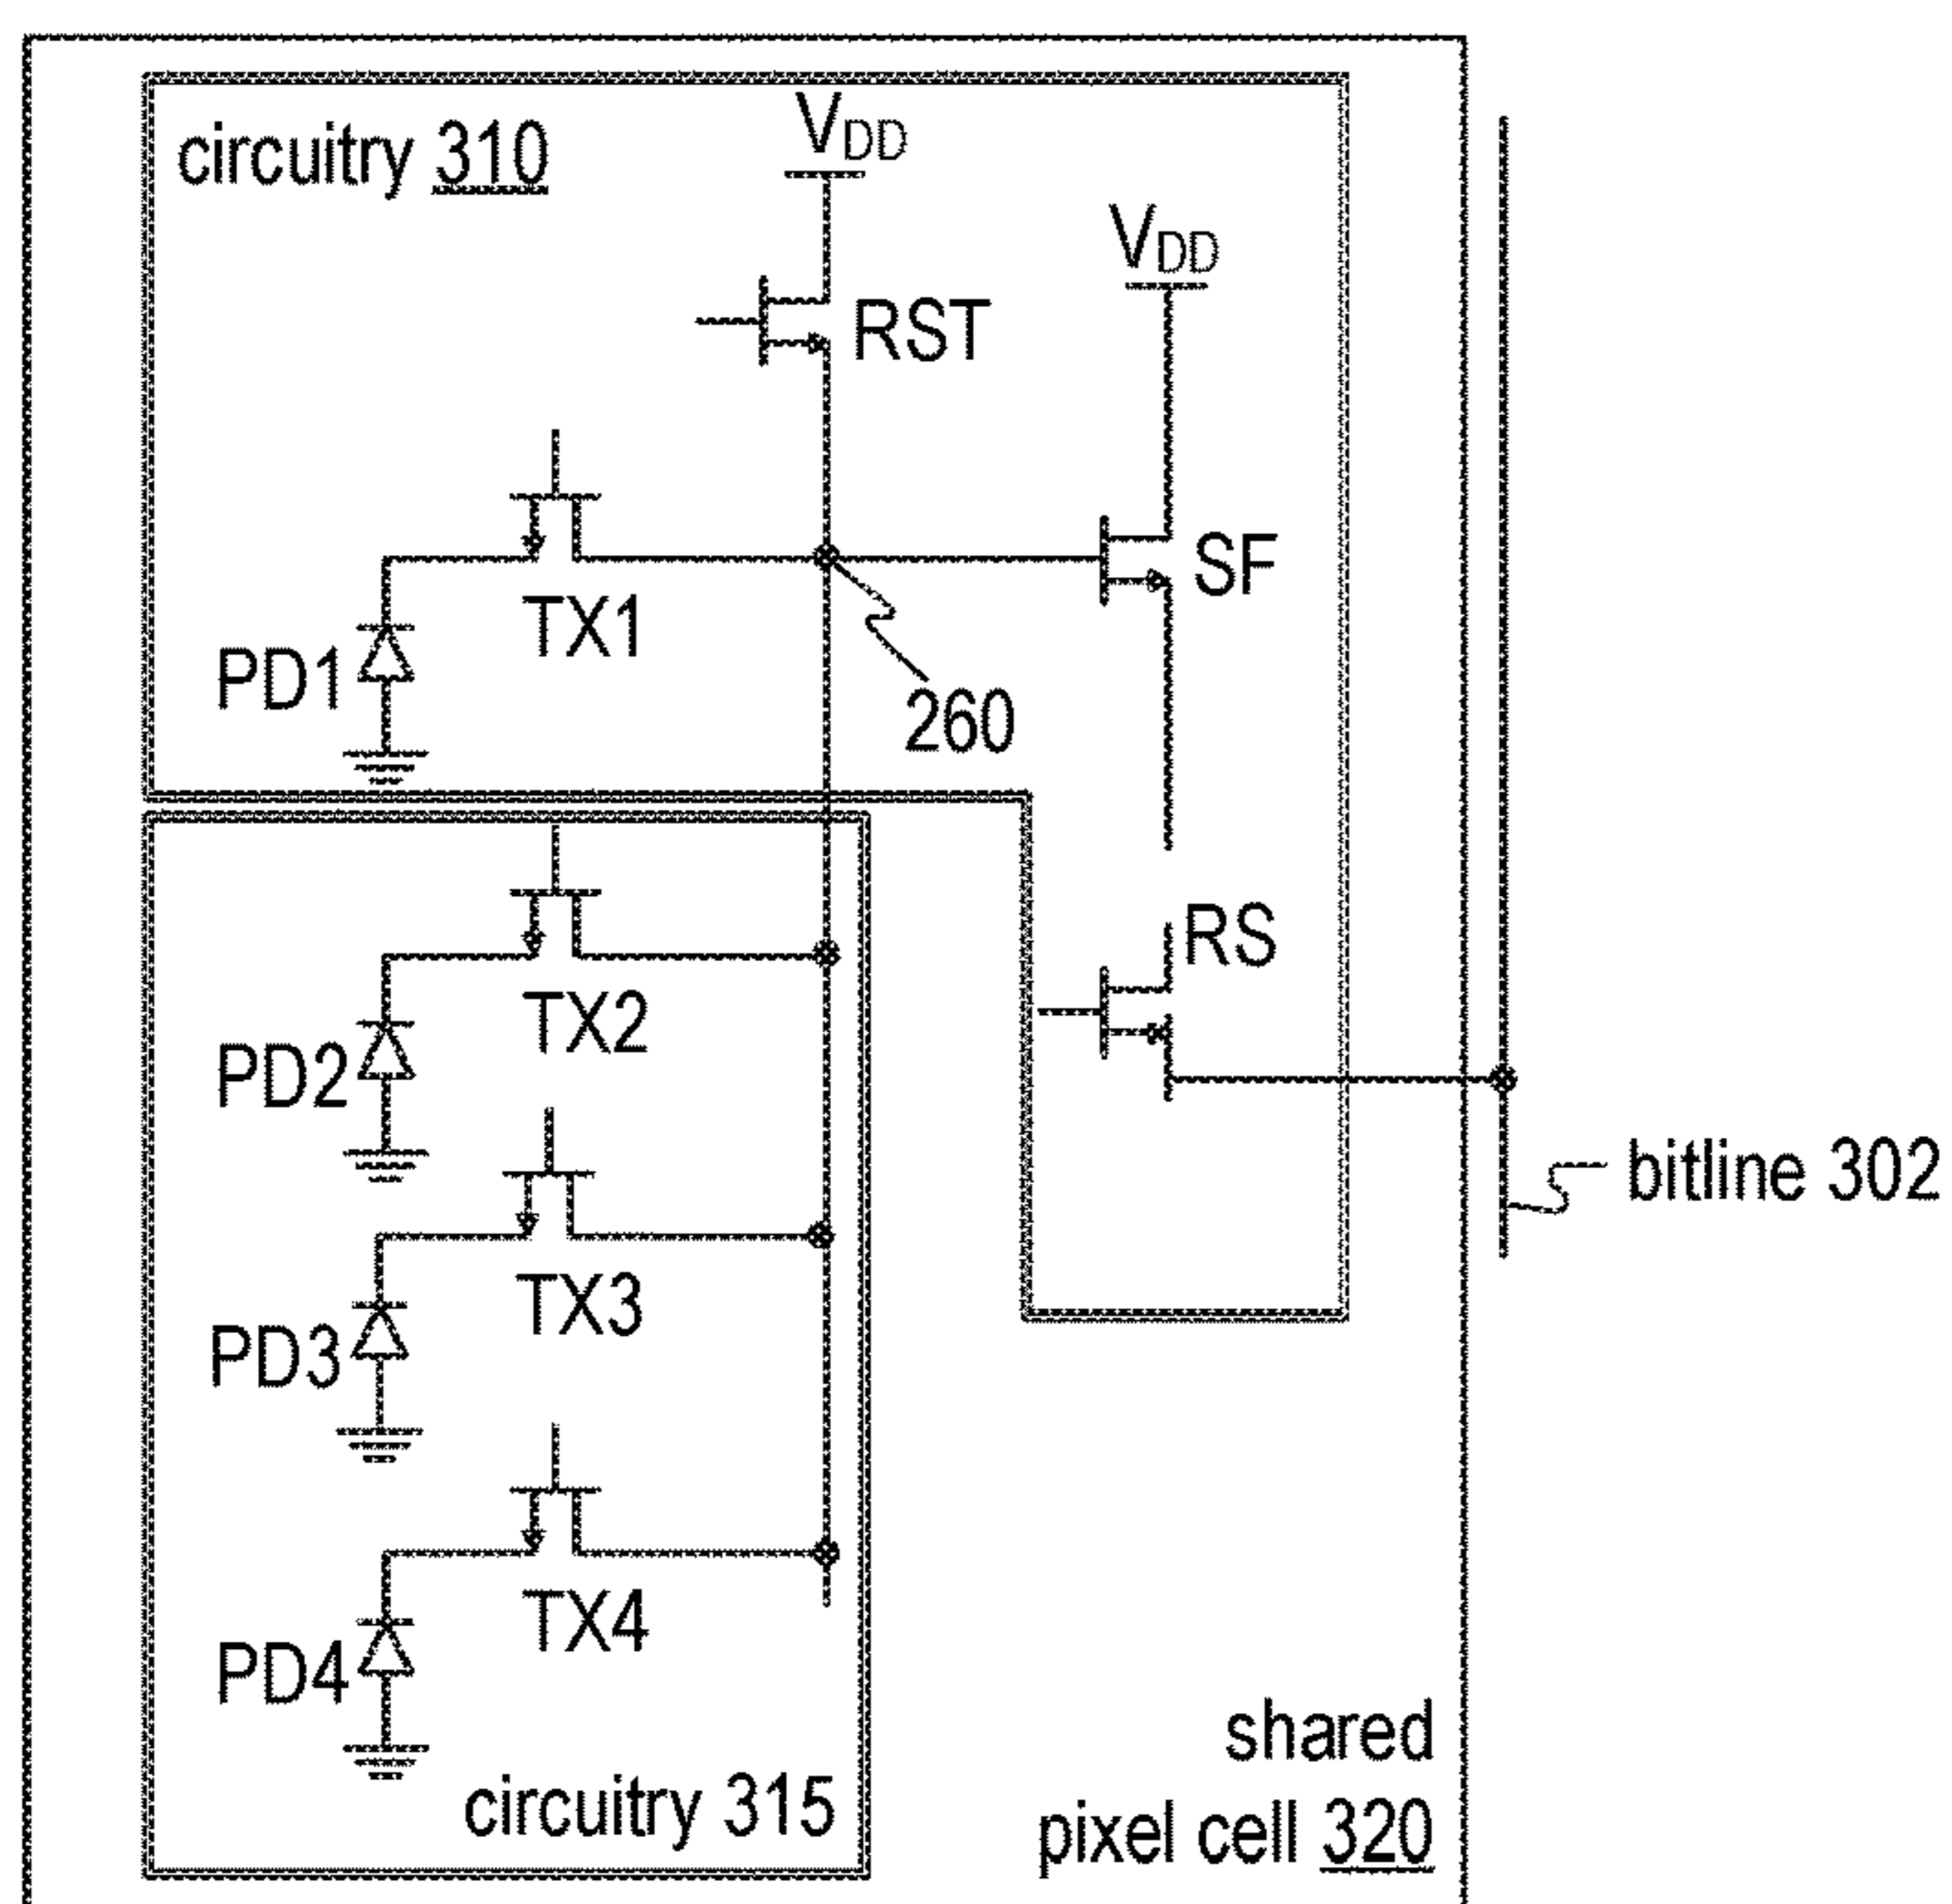 circuitry 310
VDD
VDD
RST
SF
TX1
PD1
260
RS
TX2
PD2
bitline 302
TX3
PD3
TX4
PD4
shared
pixel cell 320
circuitry 315